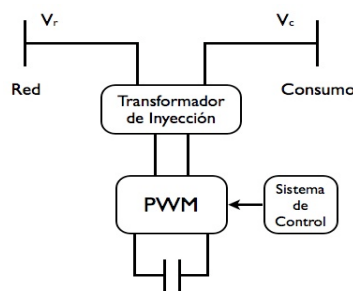 Vr
Vc
Red
Consumo
Transformador
de Inyección
PWM
Sistema
de
Control